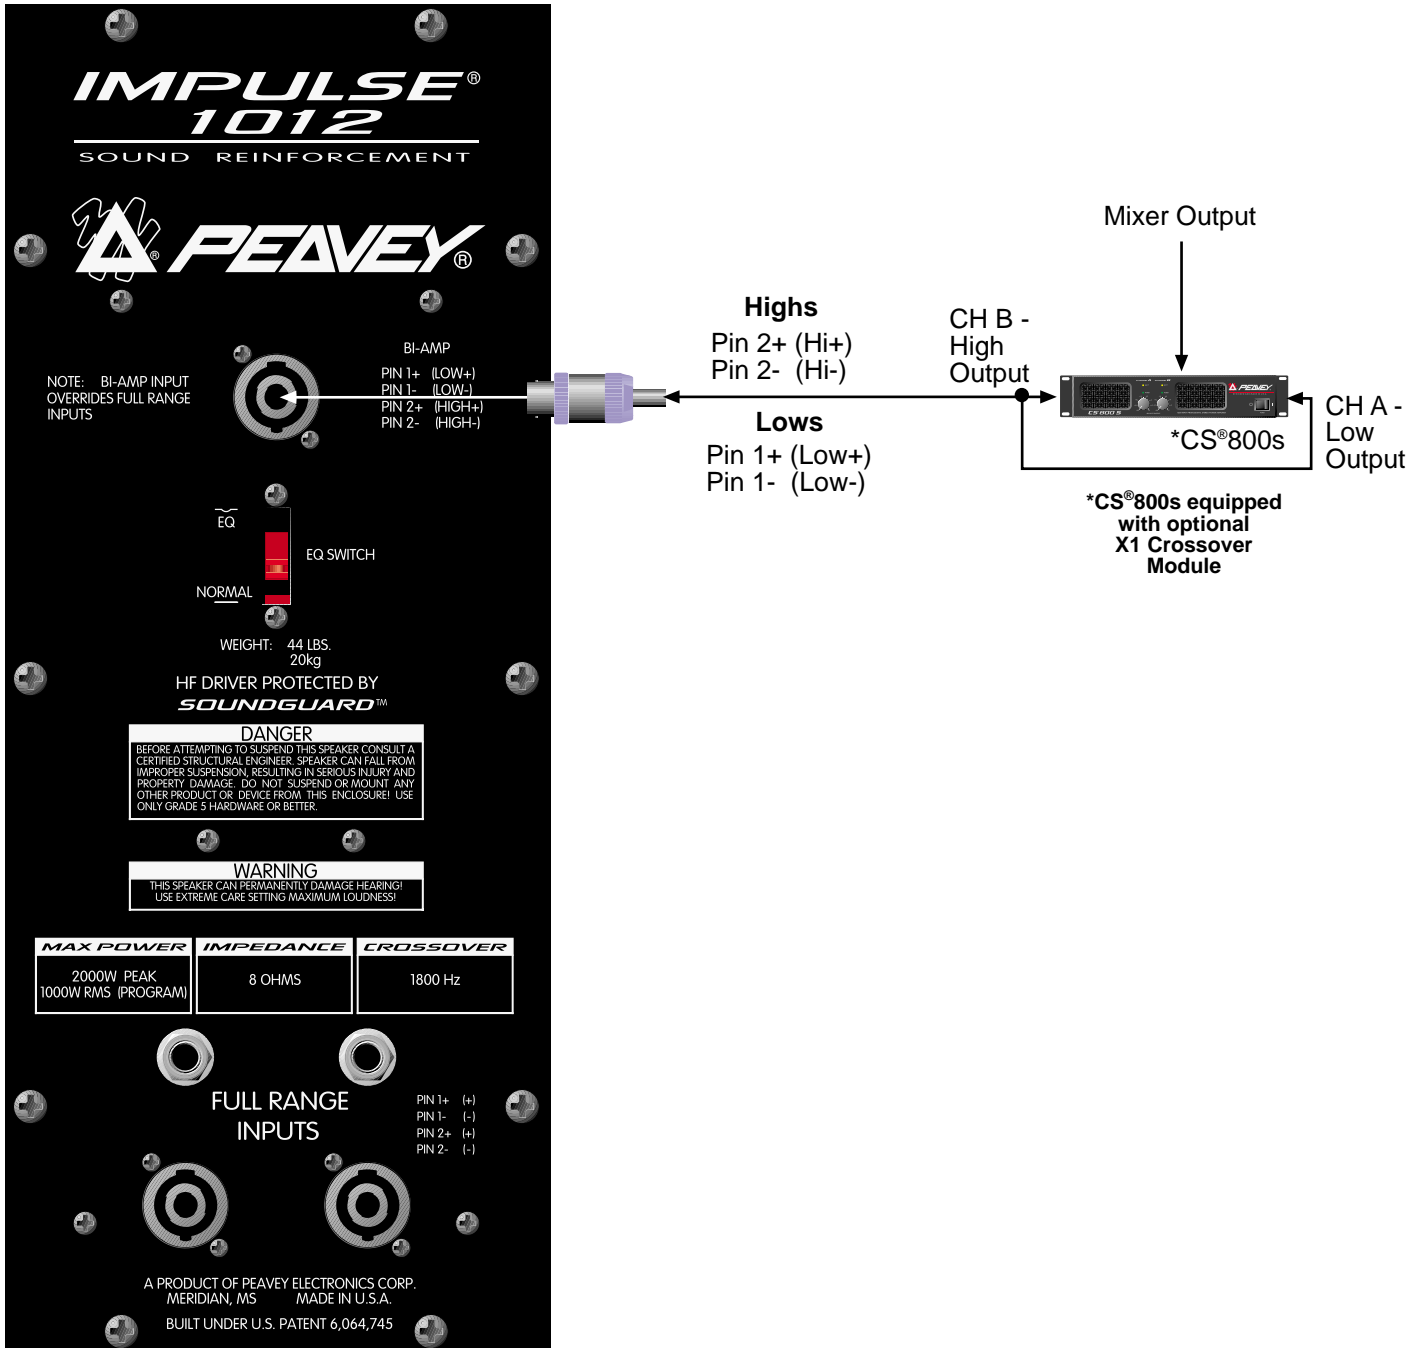 IMPULSE®
1012
SOUND REINFORCEMENT
®
PEAVEY®
BI-AMP
PIN 1+ (LOW+)
PIN 1- (LOW-)
PIN 2+ (HIGH+)
PIN 2- (HIGH-)
NOTE: BI-AMP INPUT
OVERRIDES FULL RANGE
INPUTS
EQ
EQ SWITCH
NORMAL
WEIGHT: 44 LBS.
20kg
HF DRIVER PROTECTED BY
SOUNDGUARD™
DANGER
BEFORE ATTEMPTING TO SUSPEND THIS SPEAKER CONSULT A
CERTIFIED STRUCTURAL ENGINEER. SPEAKER CAN FALL FROM
IMPROPER SUSPENSION, RESULTING IN SERIOUS INJURY AND
PROPERTY DAMAGE. DO NOT SUSPEND OR MOUNT ANY
OTHER PRODUCT OR DEVICE FROM THIS ENCLOSURE! USE
ONLY GRADE 5 HARDWARE OR BETTER.
WARNING
THIS SPEAKER CAN PERMANENTLY DAMAGE HEARING!
USE EXTREME CARE SETTING MAXIMUM LOUDNESS!
MAX POWER
2000W PEAK
1000W RMS (PROGRAM)
IMPEDANCE
8 OHMS
CROSSOVER
1800 Hz
FULL RANGE
INPUTS
PIN 1+ (+)
PIN 1- (-)
PIN 2+ (+)
PIN 2- (-)
A PRODUCT OF PEAVEY ELECTRONICS CORP.
MERIDIAN, MS MADE IN U.S.A.
BUILT UNDER U.S. PATENT 6,064,745
Highs
Pin 2+ (Hi+)
Pin 2- (Hi-)
Lows
Pin 1+ (Low+)
Pin 1- (Low-)
Mixer Output
CH B -
High
Output
PEAVEY
CS 800 S
*CS®800s
CH A -
Low
Output
*CS®800s equipped
with optional
X1 Crossover
Module